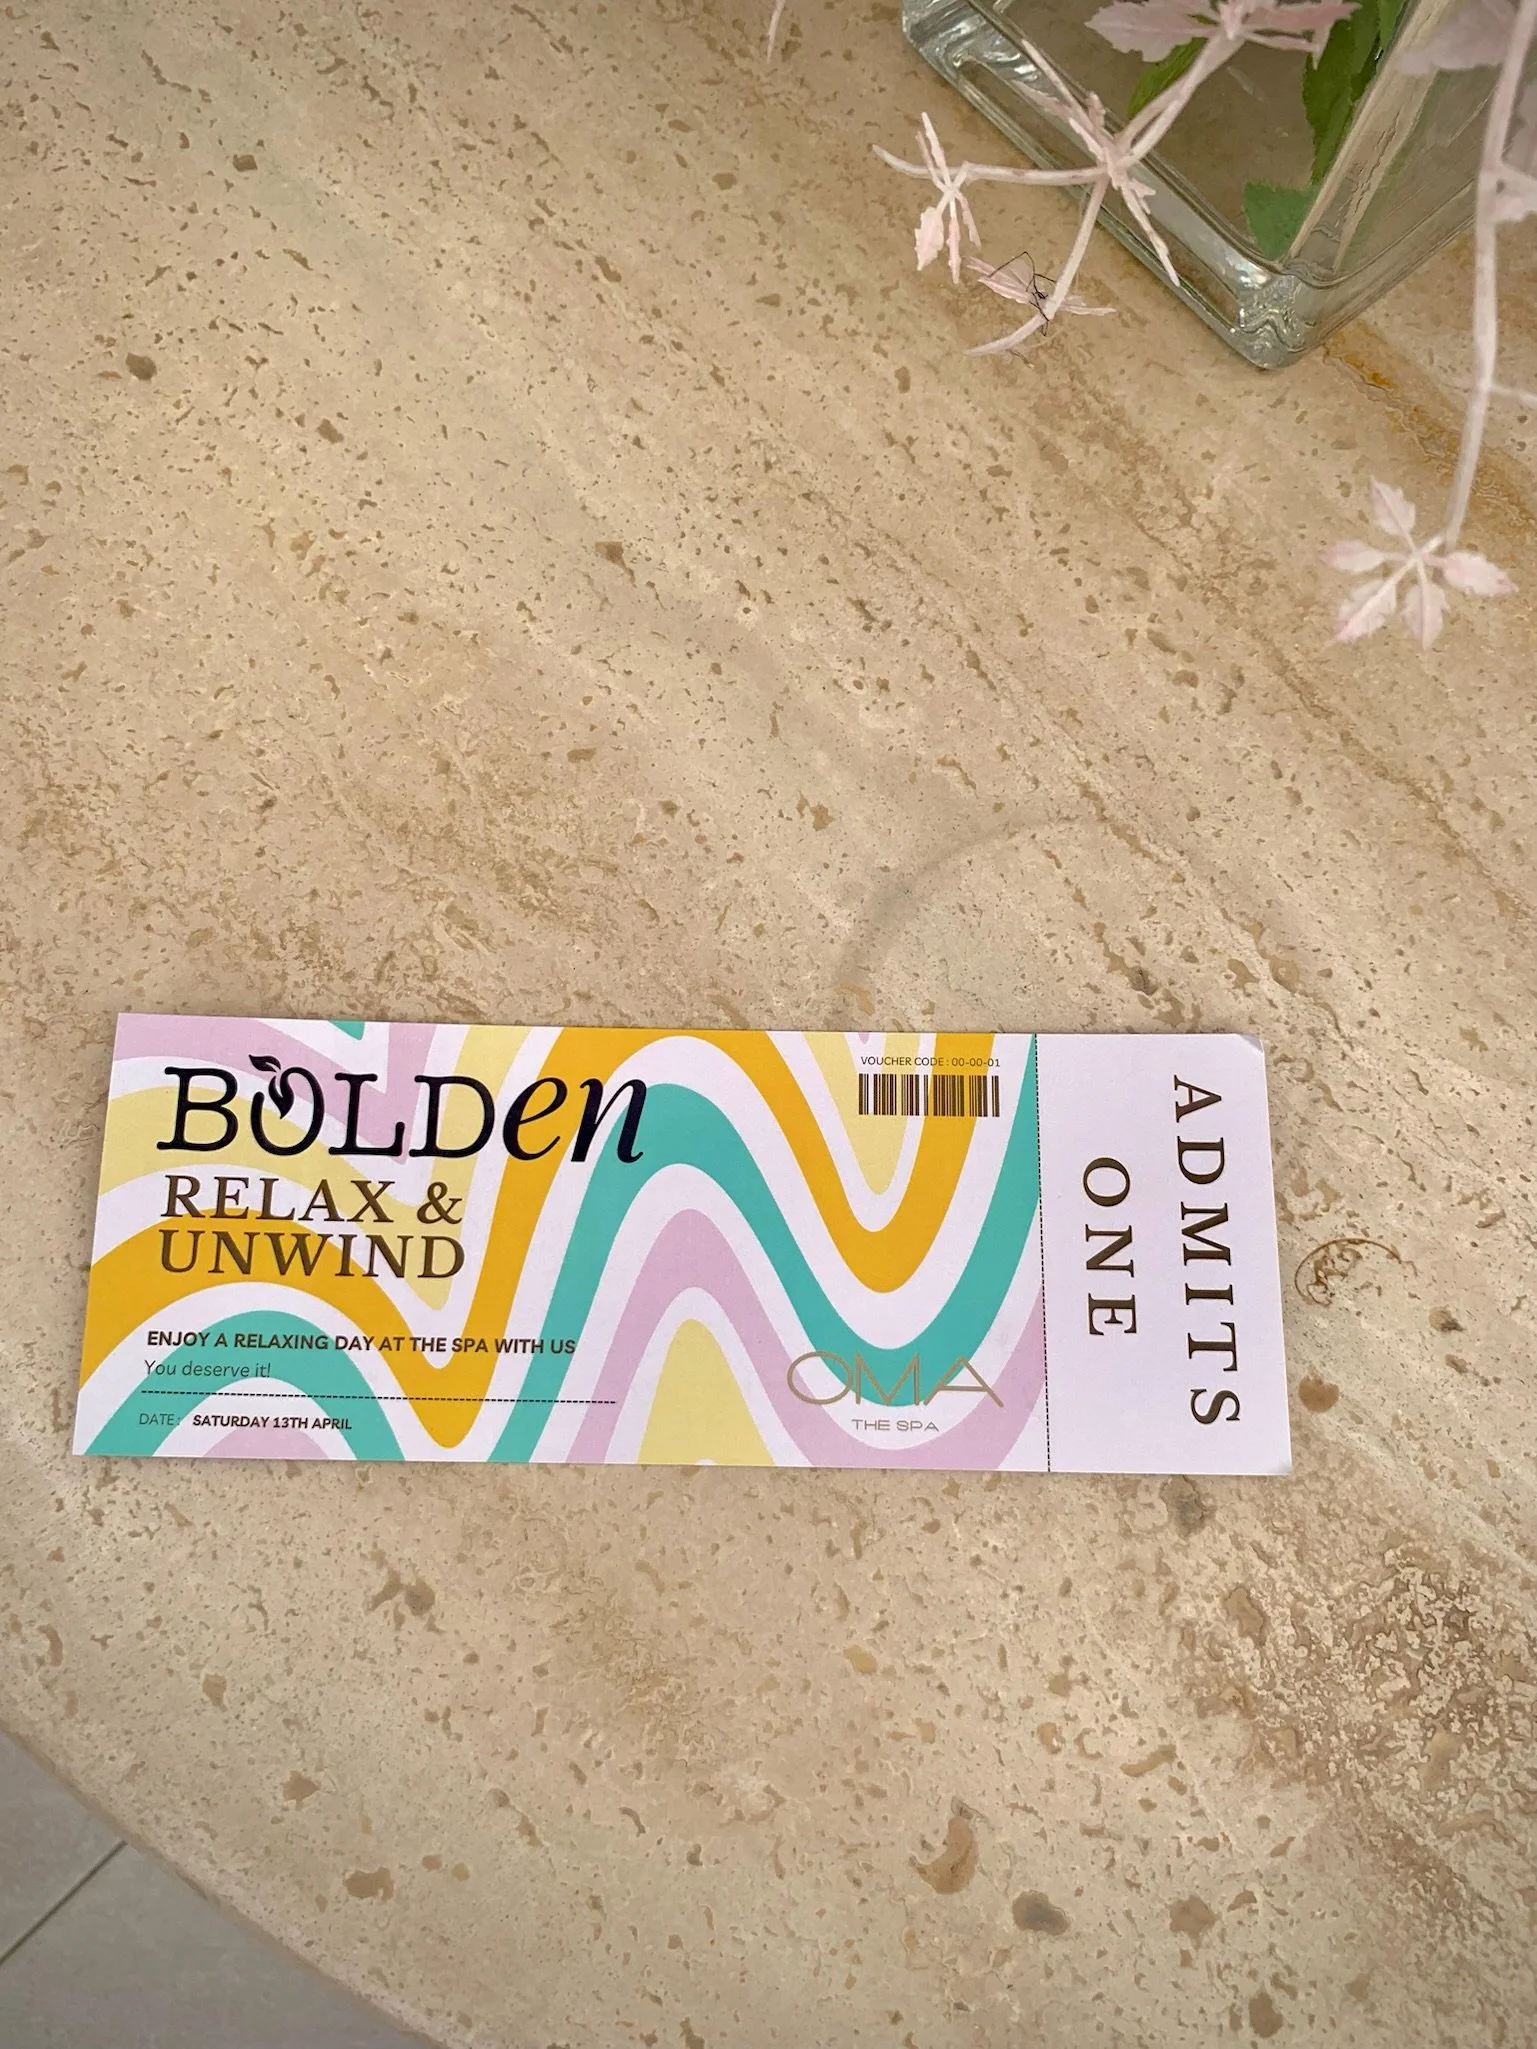 BOLDen
RELAX &
UNWIND
ENJOY A RELAXING DAY AT THE SPA WITH US
You deserve it!
DATE: SATURDAY 13TH APRIL
VOUCHER CODE : 00-00-01
OMA
THE SPA
ADMITS
ONE